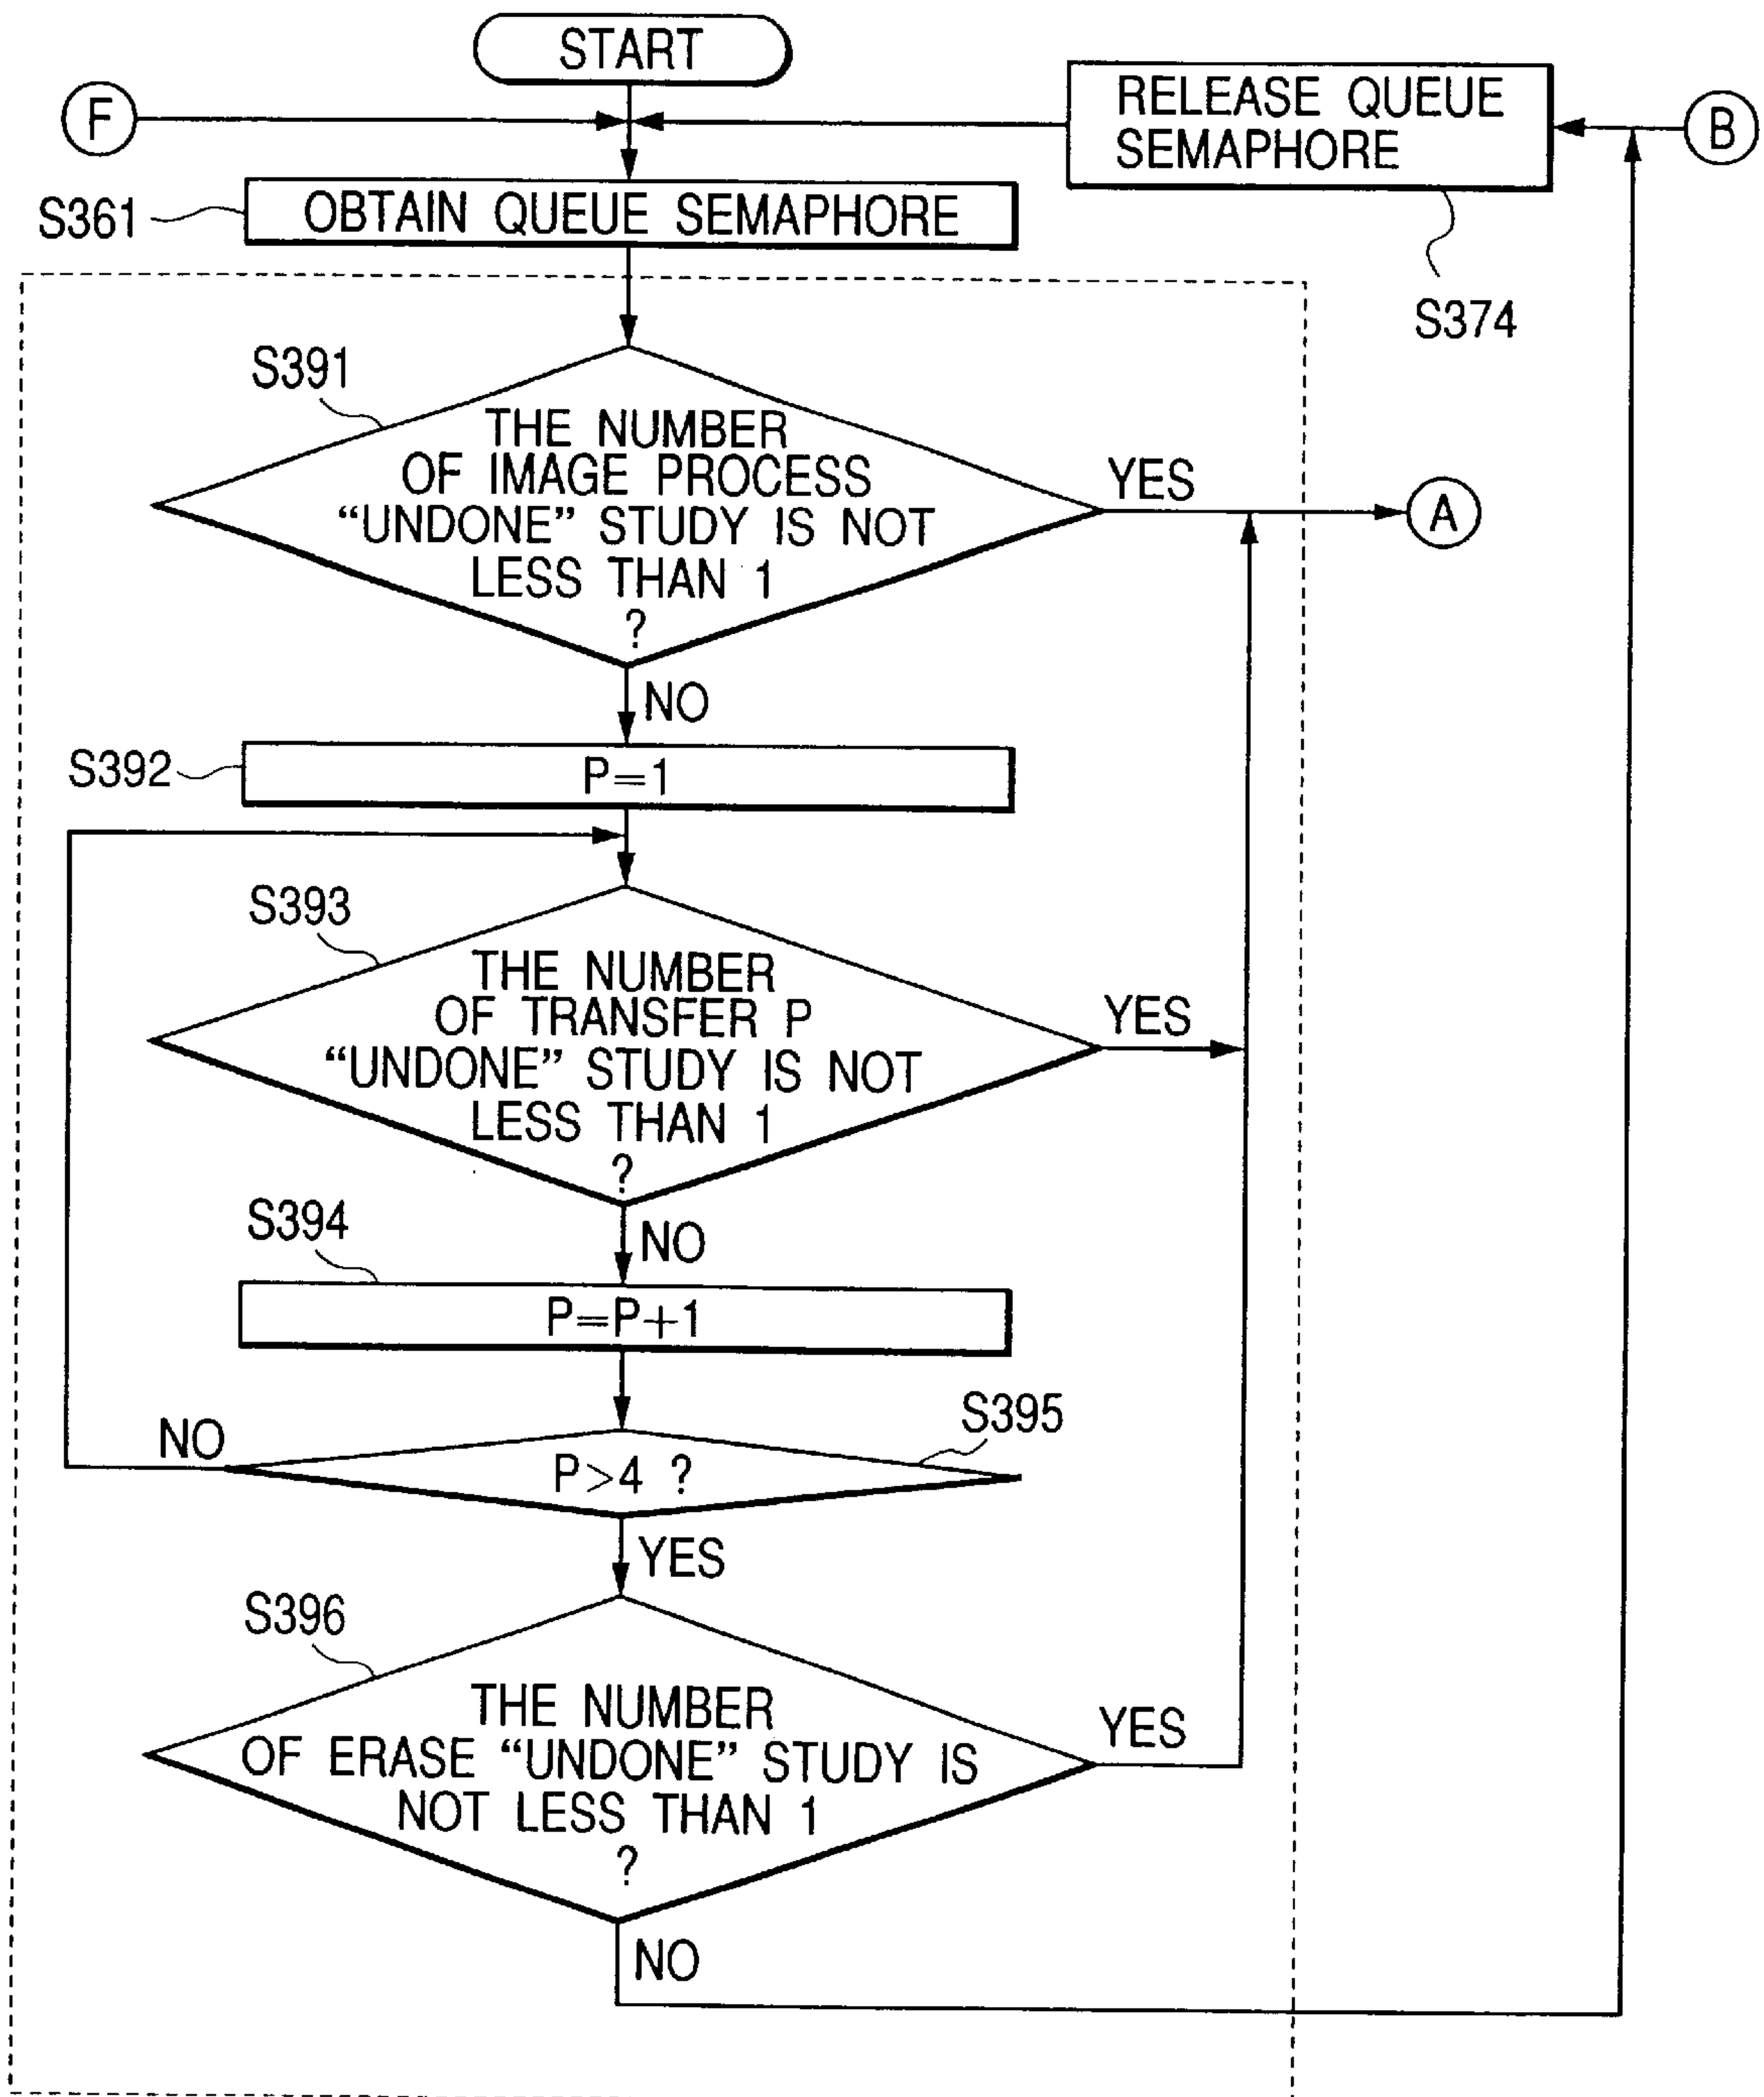 START
F
RELEASE QUEUE
SEMAPHORE
B
S361
OBTAIN QUEUE SEMAPHORE
S374
S391
THE NUMBER
OF IMAGE PROCESS
“UNDONE” STUDY IS NOT
LESS THAN 1
?
YES
A
NO
S392
P=1
S393
THE NUMBER
OF TRANSFER P
“UNDONE” STUDY IS NOT
LESS THAN 1
?
YES
NO
S394
P=P+1
S395
NO
P>4 ?
YES
S396
THE NUMBER
OF ERASE “UNDONE” STUDY IS
NOT LESS THAN 1
?
YES
NO